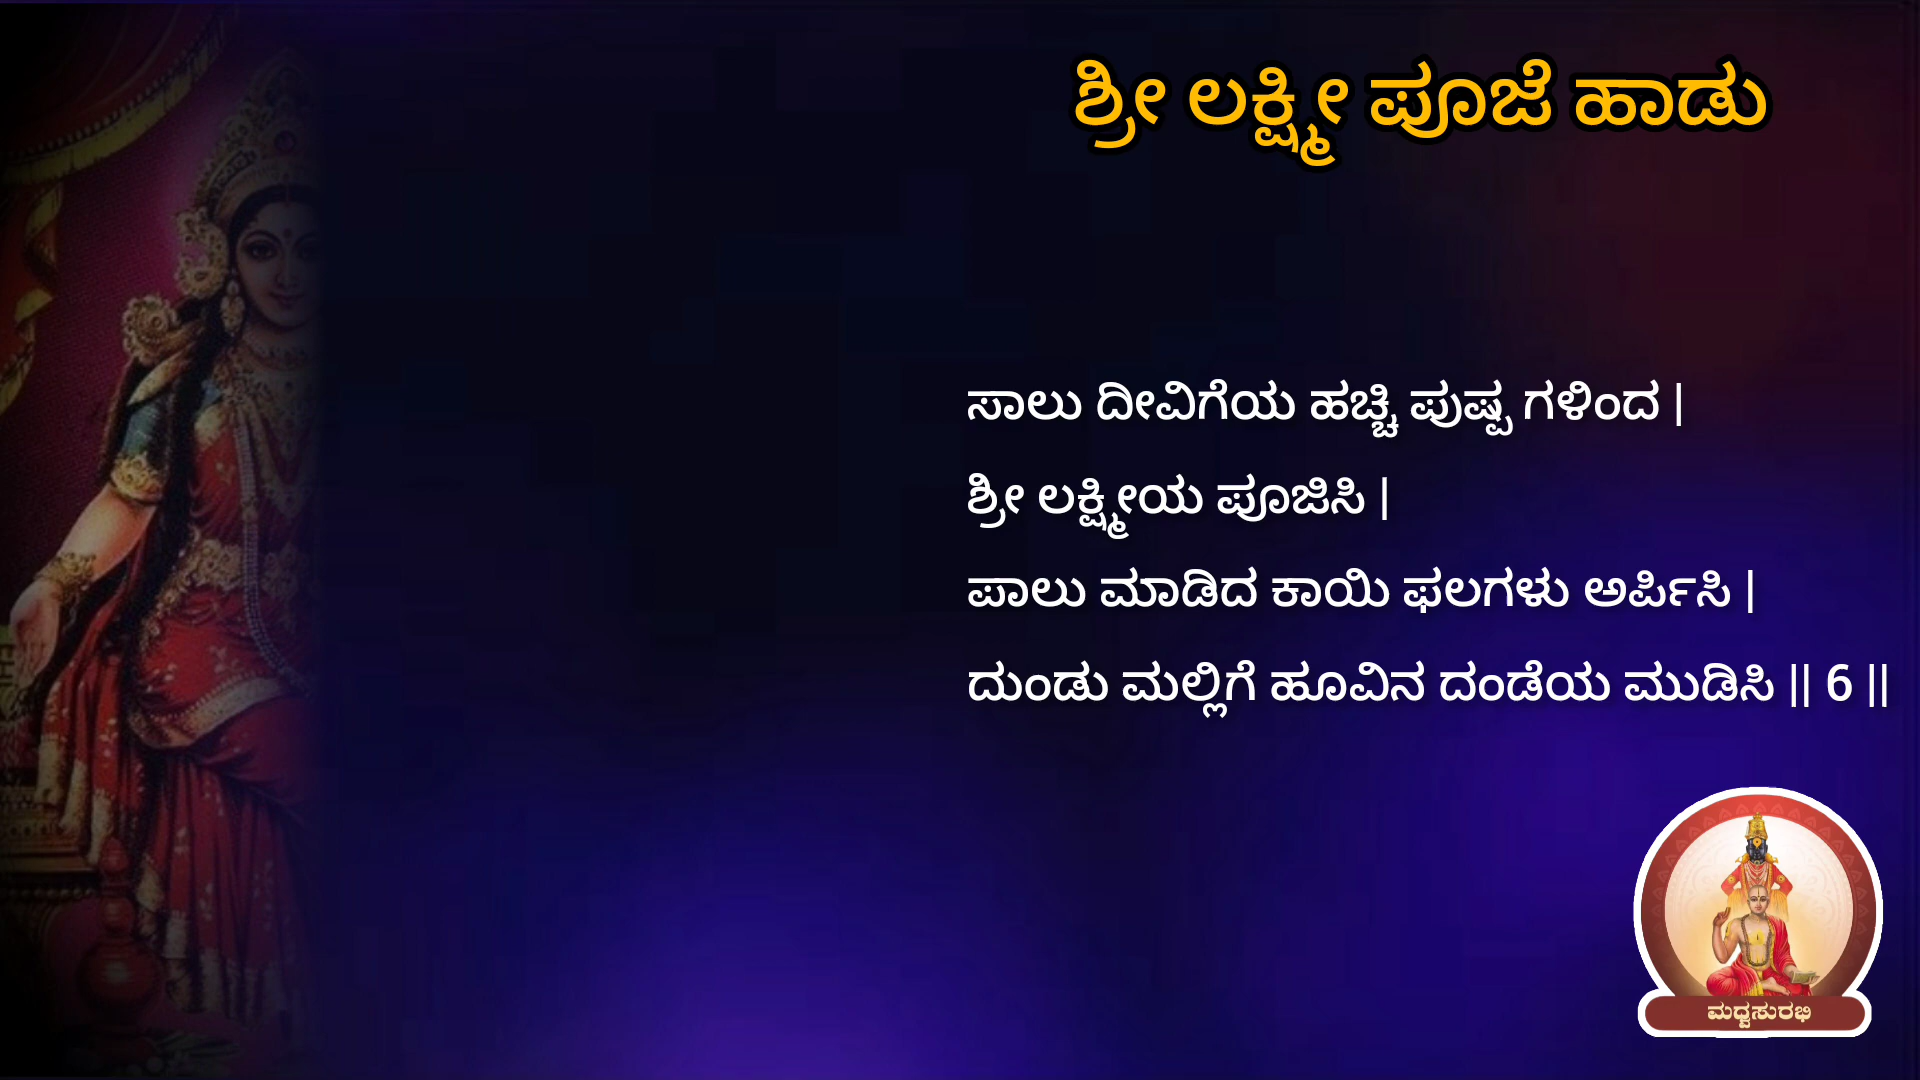 ಶ್ರೀ ಲಕ್ಷ್ಮೀ ಪೂಜೆ ಹಾಡು
ಸಾಲು ದೀವಿಗೆಯ ಹಚ್ಚಿ ಪುಷ್ಪ ಗಳಿಂದ |
ಶ್ರೀ ಲಕ್ಷ್ಮೀಯ ಪೂಜಿಸಿ |
ಪಾಲು ಮಾಡಿದ ಕಾಯಿ ಫಲಗಳು ಅರ್ಪಿಸಿ |
ದುಂಡು ಮಲ್ಲಿಗೆ ಹೂವಿನ ದಂಡೆಯ ಮುಡಿಸಿ || 6 ||
ಮಧ್ವಸುರಭಿ